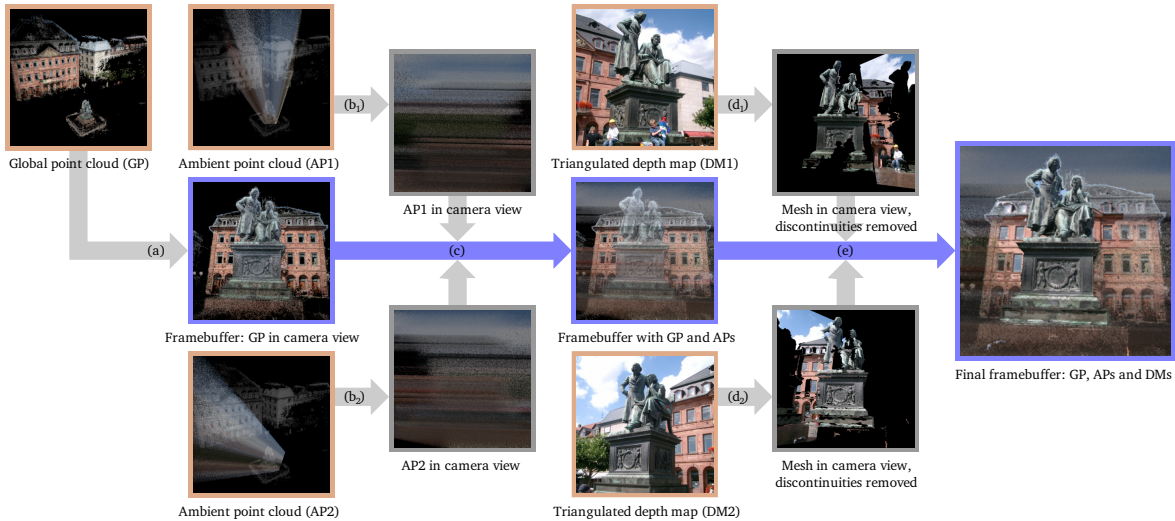 (b₁)
(d₁)
Global point cloud (GP)
Ambient point cloud (AP1)
Triangulated depth map (DM1)
AP1 in camera view
Mesh in camera view,
discontinuities removed
(a)
(c)
(e)
Framebuffer: GP in camera view
Framebuffer with GP and APs
Final framebuffer: GP, APs and DMs
(b₂)
(d₂)
AP2 in camera view
Mesh in camera view,
discontinuities removed
Ambient point cloud (AP2)
Triangulated depth map (DM2)